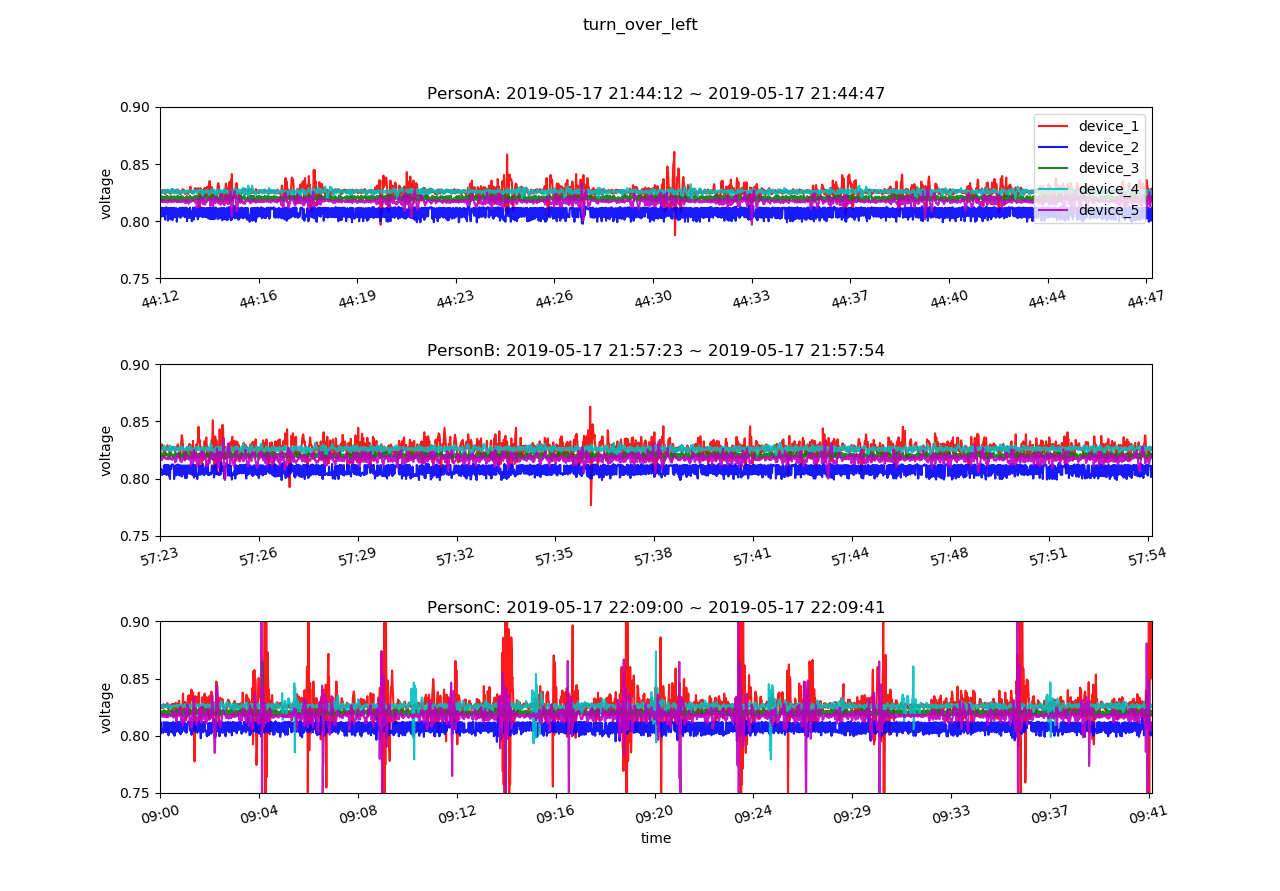 turn_over_left
PersonA: 2019-05-17 21:44:12 ~ 2019-05-17 21:44:47
0.90
0.85
0.80
0.75
voltage
device_1
device_2
device_3
device_4
device_5
44:12 44:16 44:19 44:23 44:26 44:30 44:33 44:37 44:40 44:44 44:47
PersonB: 2019-05-17 21:57:23 ~ 2019-05-17 21:57:54
0.90
0.85
0.80
0.75
voltage
57:23 57:26 57:29 57:32 57:35 57:38 57:41 57:44 57:48 57:51 57:54
PersonC: 2019-05-17 22:09:00 ~ 2019-05-17 22:09:41
0.90
0.85
0.80
0.75
voltage
09:00 09:04 09:08 09:12 09:16 09:20 09:24 09:29 09:33 09:37 09:41
time